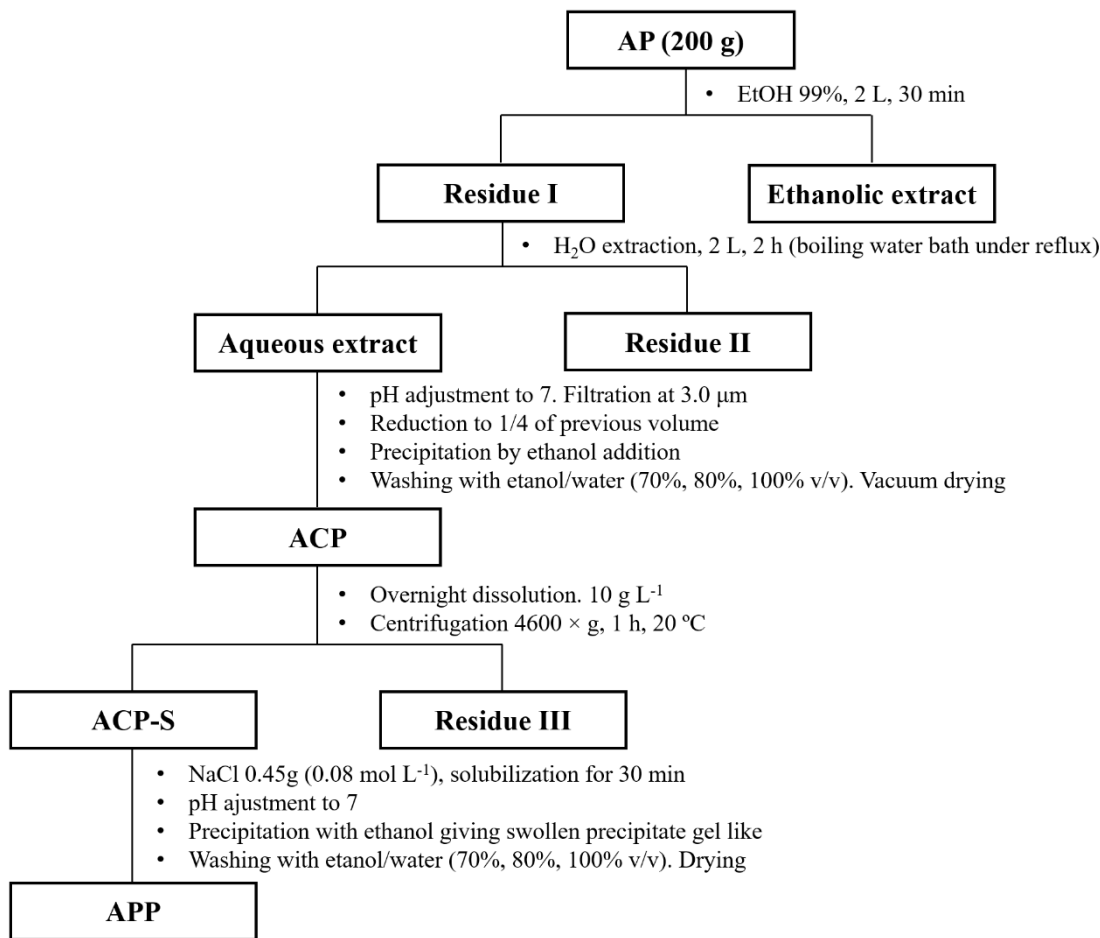 AP (200 g)
• EtOH 99%, 2 L, 30 min
Residue I
Ethanolic extract
• H₂O extraction, 2 L, 2 h (boiling water bath under reflux)
Aqueous extract
Residue II
• pH adjustment to 7. Filtration at 3.0 μm
• Reduction to 1/4 of previous volume
• Precipitation by ethanol addition
• Washing with etanol/water (70%, 80%, 100% v/v). Vacuum drying
ACP
• Overnight dissolution. 10 g L⁻¹
• Centrifugation 4600 × g, 1 h, 20 ºC
ACP-S
Residue III
• NaCl 0.45g (0.08 mol L⁻¹), solubilization for 30 min
• pH ajustment to 7
• Precipitation with ethanol giving swollen precipitate gel like
• Washing with etanol/water (70%, 80%, 100% v/v). Drying
APP